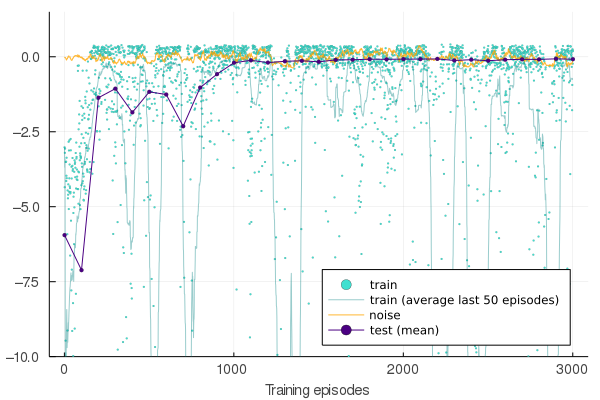 0.0
−2.5
−5.0
−7.5
−10.0
0
1000
2000
3000
Training episodes
train
train (average last 50 episodes)
noise
test (mean)